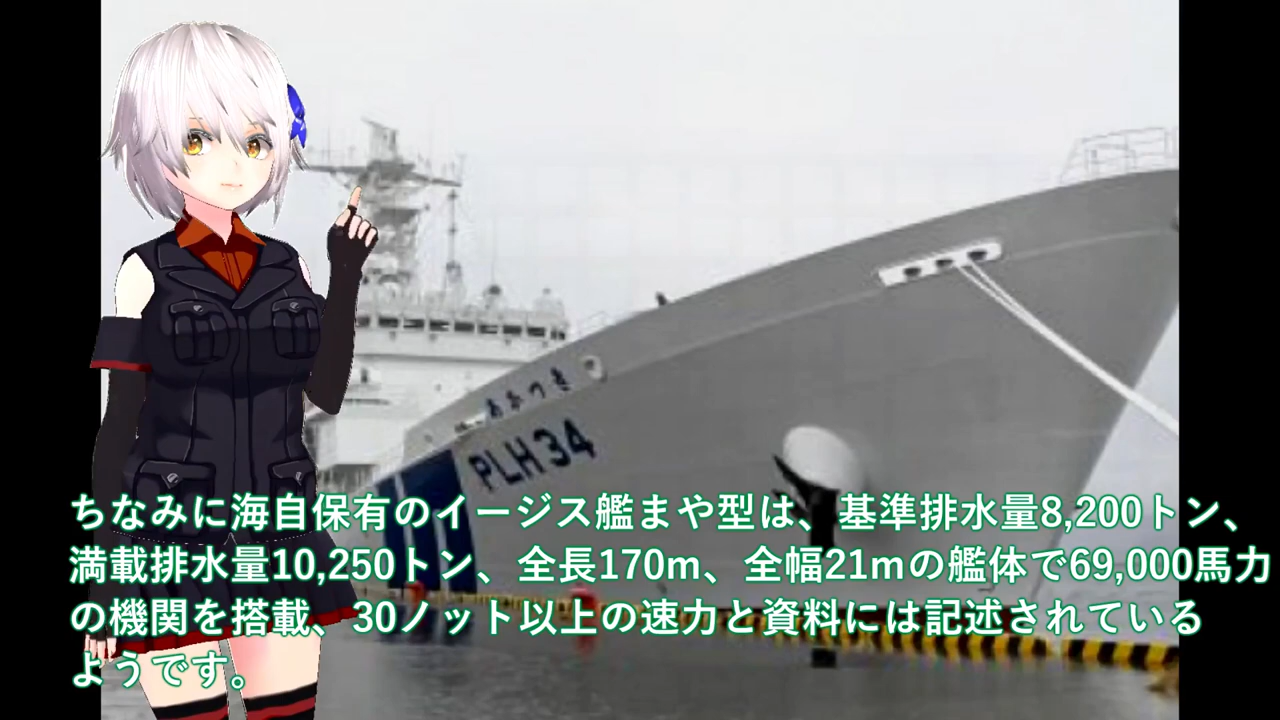 あかつき
PLH34
ちなみに海自保有のイージス艦まや型は、基準排水量8,200トン、
満載排水量10,250トン、全長170m、全幅21mの艦体で69,000馬力
の機関を搭載、30ノット以上の速力と資料には記述されている
ようです。